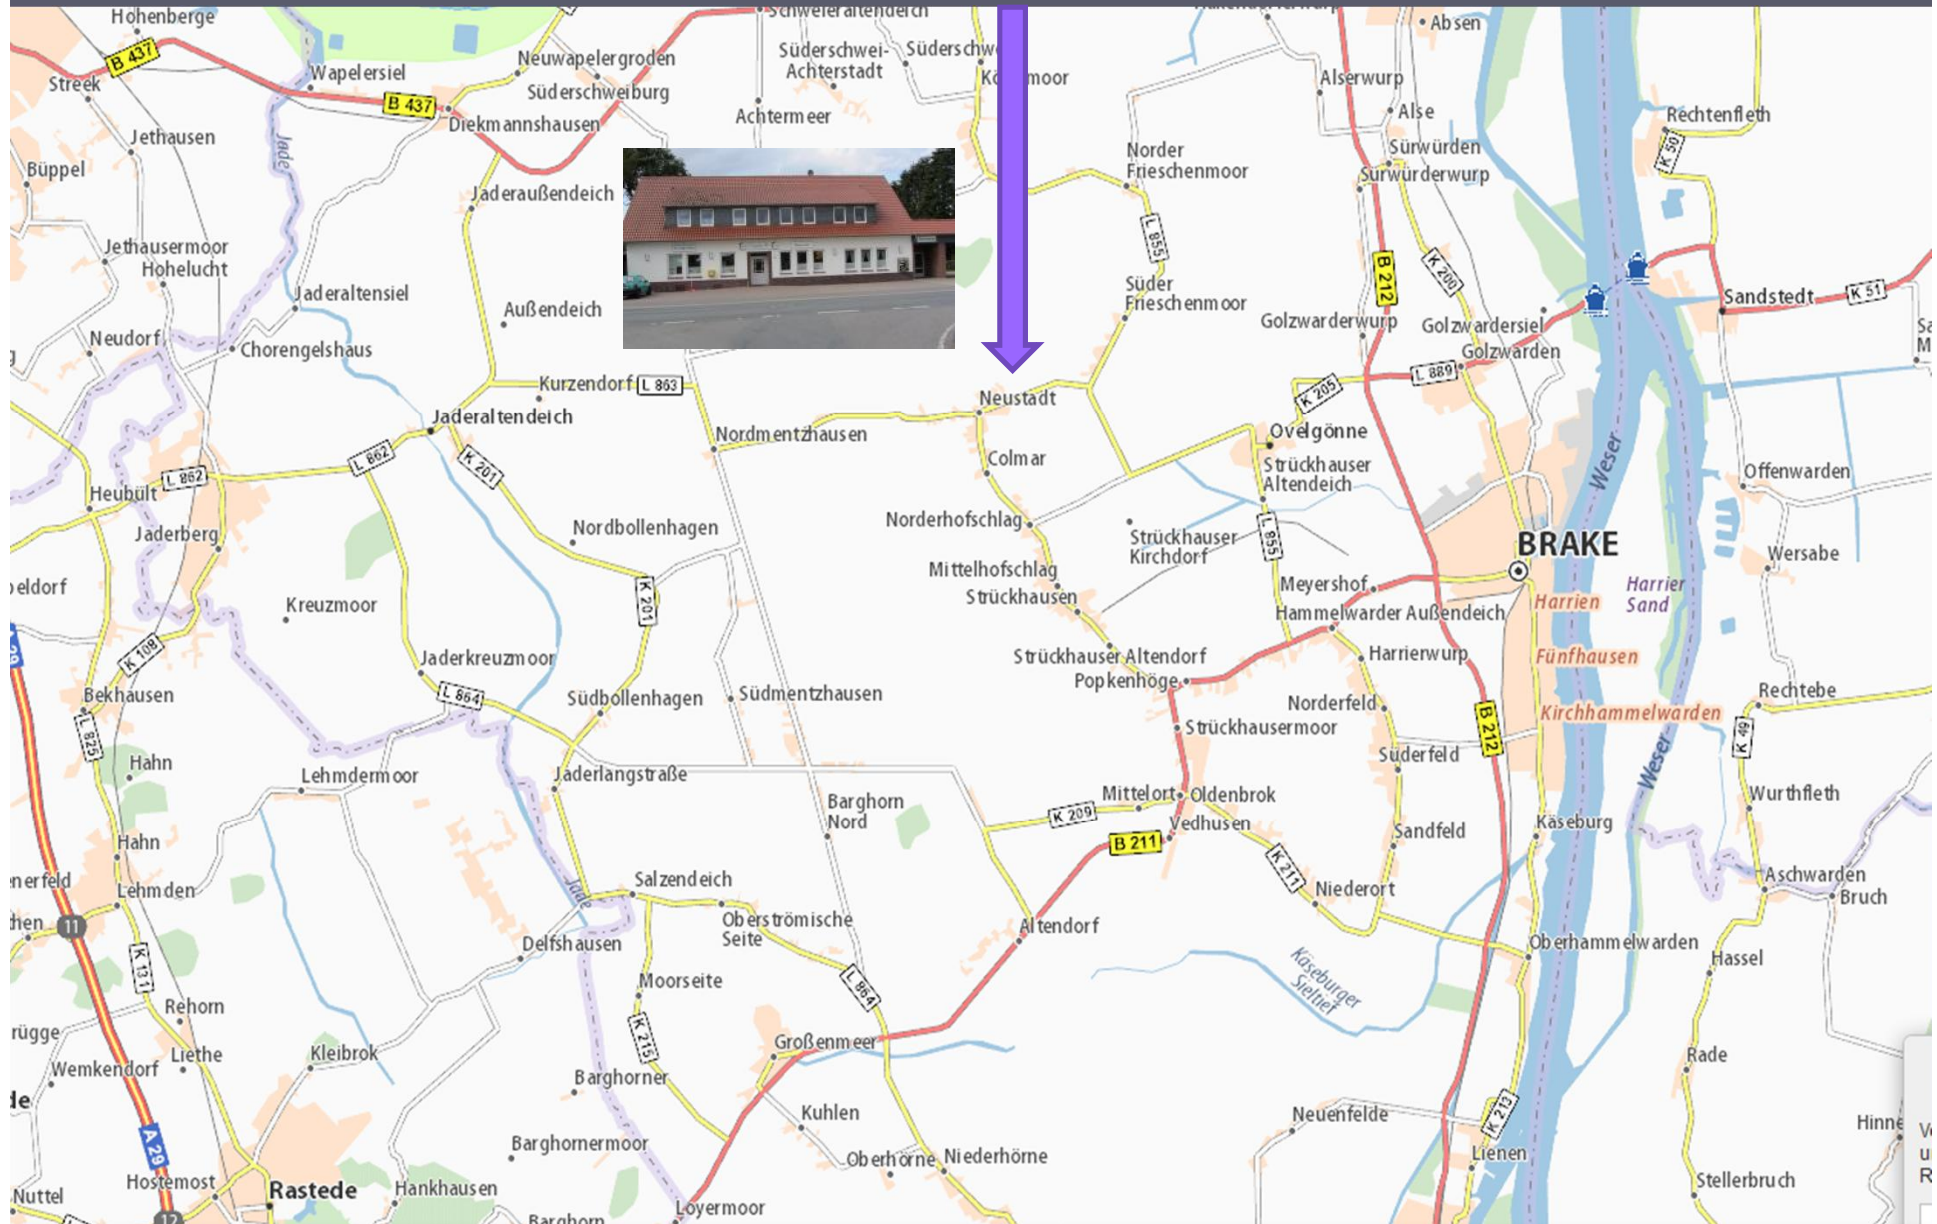 Hohenberge
B 437
Streek
Wapelersiel
B 437
Neuwapelergroden
Süderschweiburg
Diekmannshausen
Schweieraltendeich
Süderschwei-
Achterstadt
Achtermeer
Absen
Alserwurp
Alse
Rechtenfleth
K 50
Jethausen
Büppel
Jade
Jaderaußendeich
Norder
Frieschenmoor
Sürwürden
Sürwürderwurp
L 855
Jethausermoor
Hohelucht
Jaderaltensiel
Außendeich
Süder
Frieschenmoor
B 212
K 200
Golzwarderwurp
Golzwardersiel
Golzwarden
Sandstedt
K 51
Neudorf
Chorengelshaus
Kurzendorf
L 863
Neustadt
K 205
L 889
Jaderaltendeich
Nordmentzhausen
Colmar
Ovelgönne
Strückhauser
Altendeich
Weser
Offenwarden
L 862
L 862
K 201
Heubült
Jaderberg
Nordbollenhagen
Norderhofschlag
Strückhauser
Kirchdorf
L 855
BRAKE
Wersabe
Mittelhofschlag
Strückhausen
Meyershof
Hammelwarder Außendeich
Harrien
Harrier
Sand
Kreuzmoor
K 201
K 108
Jaderkreuzmoor
Strückhauser Altendorf
Popkenhöge
Harrierwurp
Fünfhausen
Bekhausen
L 864
Südbollenhagen
Südmentzhausen
Norderfeld
Kirchhammelwarden
Rechtebe
L 825
Strückhausermoor
B 212
K 49
Hahn
Lehmdermoor
Jaderlangstraße
Süderfeld
Weser
Barghorn
Nord
K 209
Mittelort
Oldenbrok
Vedhusen
Wurthfleth
Hahn
B 211
Sandfeld
Käseburg
Lehmden
Jade
Salzendeich
K 211
Niederort
Aschwarden
Bruch
11
Oberströmische
Seite
Altendorf
Delfshausen
Oberhammelwarden
K 131
Moorseite
L 864
Käseburger
Sieltief
Hassel
Rehorn
K 215
Großenmeer
Liethe
Kleibrok
Wemkendorf
Barghorner
Rade
Kuhlen
Neuenfelde
K 213
A 29
Barghornermoor
Oberhörne
Niederhörne
Lienen
Hostemost
Rastede
Hankhausen
Nuttel
Loyermoor
Stellerbruch
12
Barghorn